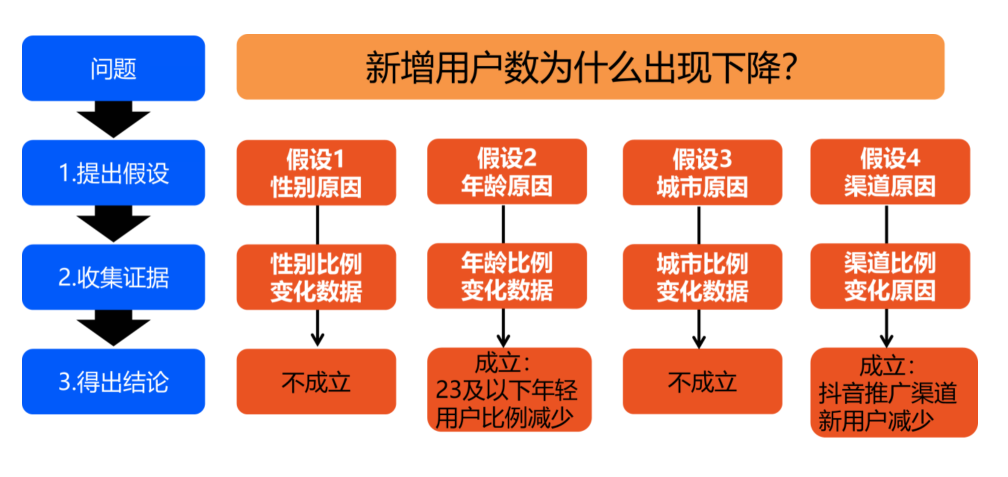 问题
新增用户数为什么出现下降?
1.提出假设
假设1
性别原因
假设2
年龄原因
假设3
城市原因
假设4
渠道原因
2.收集证据
性别比例
变化数据
年龄比例
变化数据
城市比例
变化数据
渠道比例
变化原因
3.得出结论
不成立
成立：
23及以下年轻
用户比例减少
不成立
成立：
抖音推广渠道
新用户减少